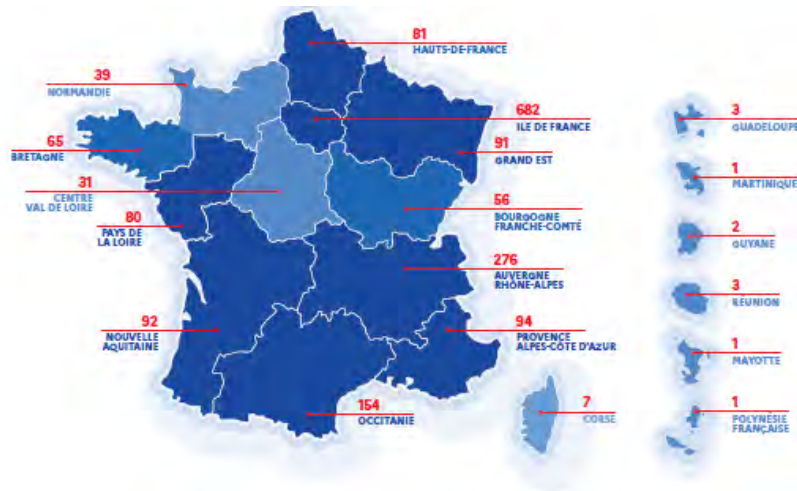 81
HAUTS-DE-FRANCE
39
NORMANDIE
682
ILE DE FRANCE
3
GUADELOUPE
65
BRETAGNE
91
GRAND EST
31
CENTRE
VAL DE LOIRE
1
MARTINIQUE
80
PAYS DE
LA LOIRE
56
BOURGOGNE
FRANCHE-COMTÉ
2
GUYANE
276
AUVERGNE
RHÔNE-ALPES
3
RÉUNION
92
NOUVELLE
AQUITAINE
94
PROVENCE
ALPES-CÔTE D'AZUR
1
MAYOTTE
154
OCCITANIE
7
CORSE
1
POLYNÉSIE
FRANÇAISE